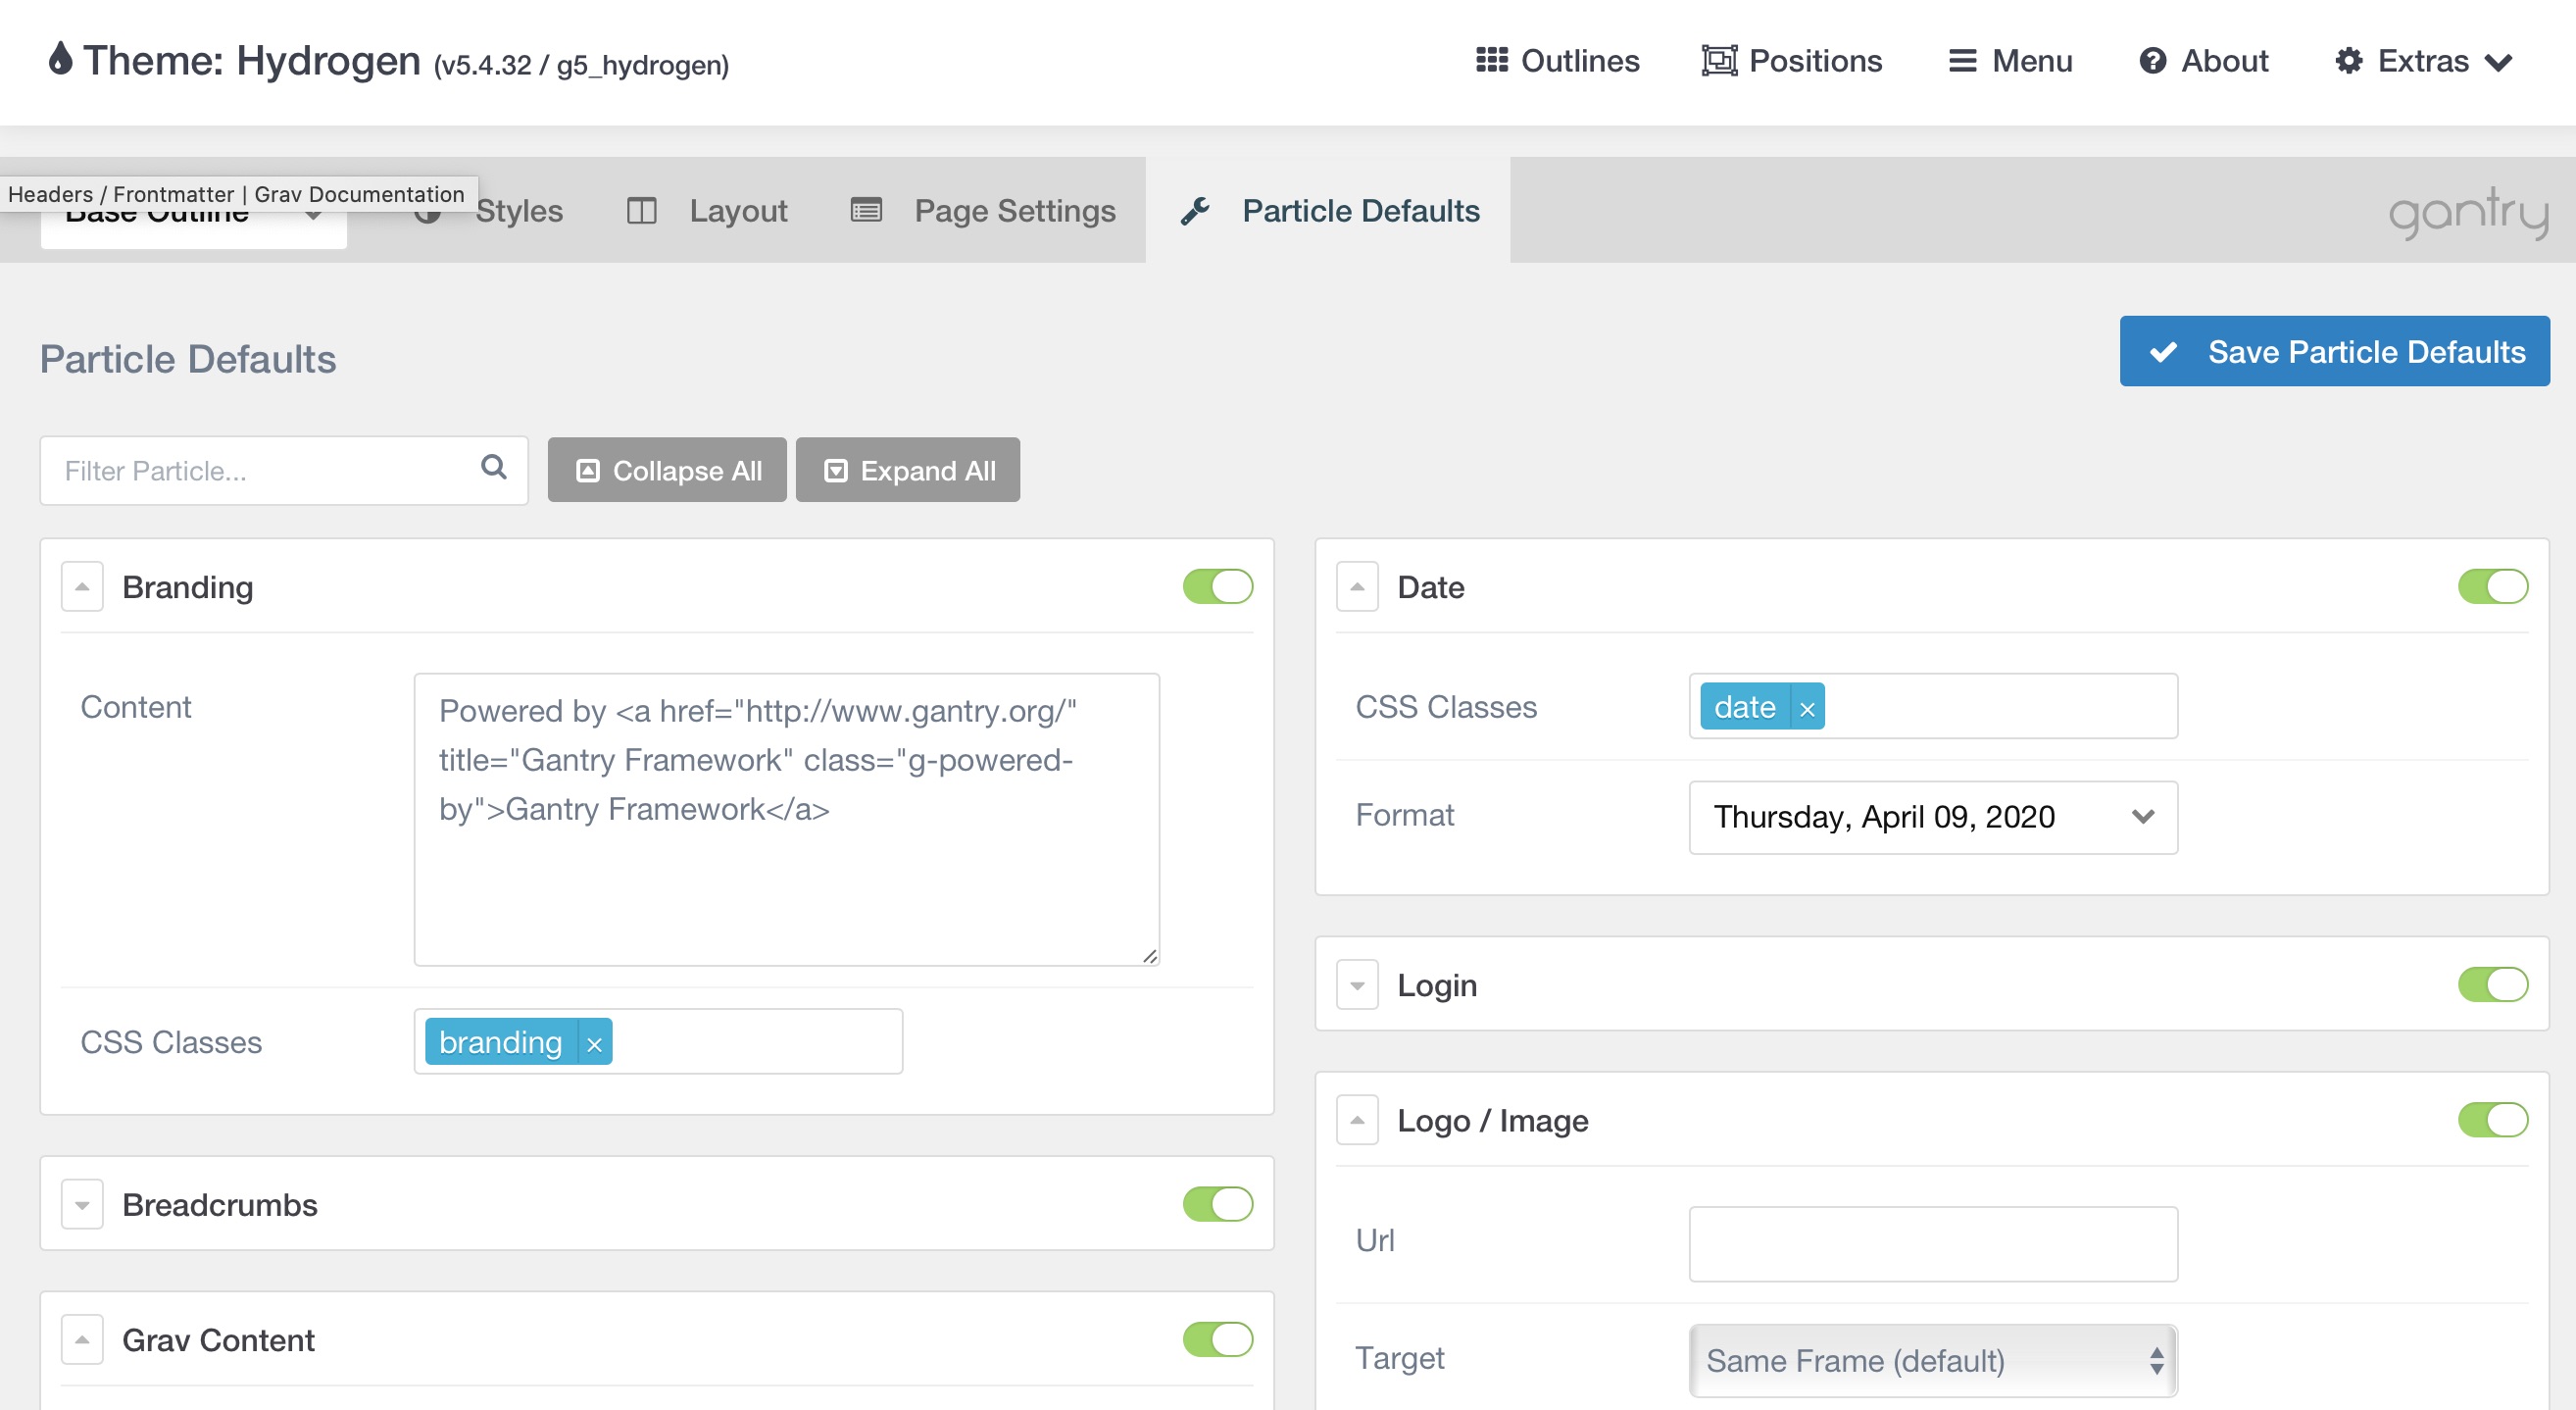 Theme: Hydrogen (v5.4.32 / g5_hydrogen)
Outlines
Positions
Menu
About
Extras
Headers / Frontmatter | Grav Documentation
Base Outline
Styles
Layout
Page Settings
Particle Defaults
gantry
Particle Defaults
Save Particle Defaults
Filter Particle...
Collapse All
Expand All
Branding
Content
Powered by <a href="http://www.gantry.org/"
title="Gantry Framework" class="g-powered-
by">Gantry Framework</a>
CSS Classes
branding ×
Breadcrumbs
Grav Content
Date
CSS Classes
date ×
Format
Thursday, April 09, 2020
Login
Logo / Image
Url
Target
Same Frame (default)